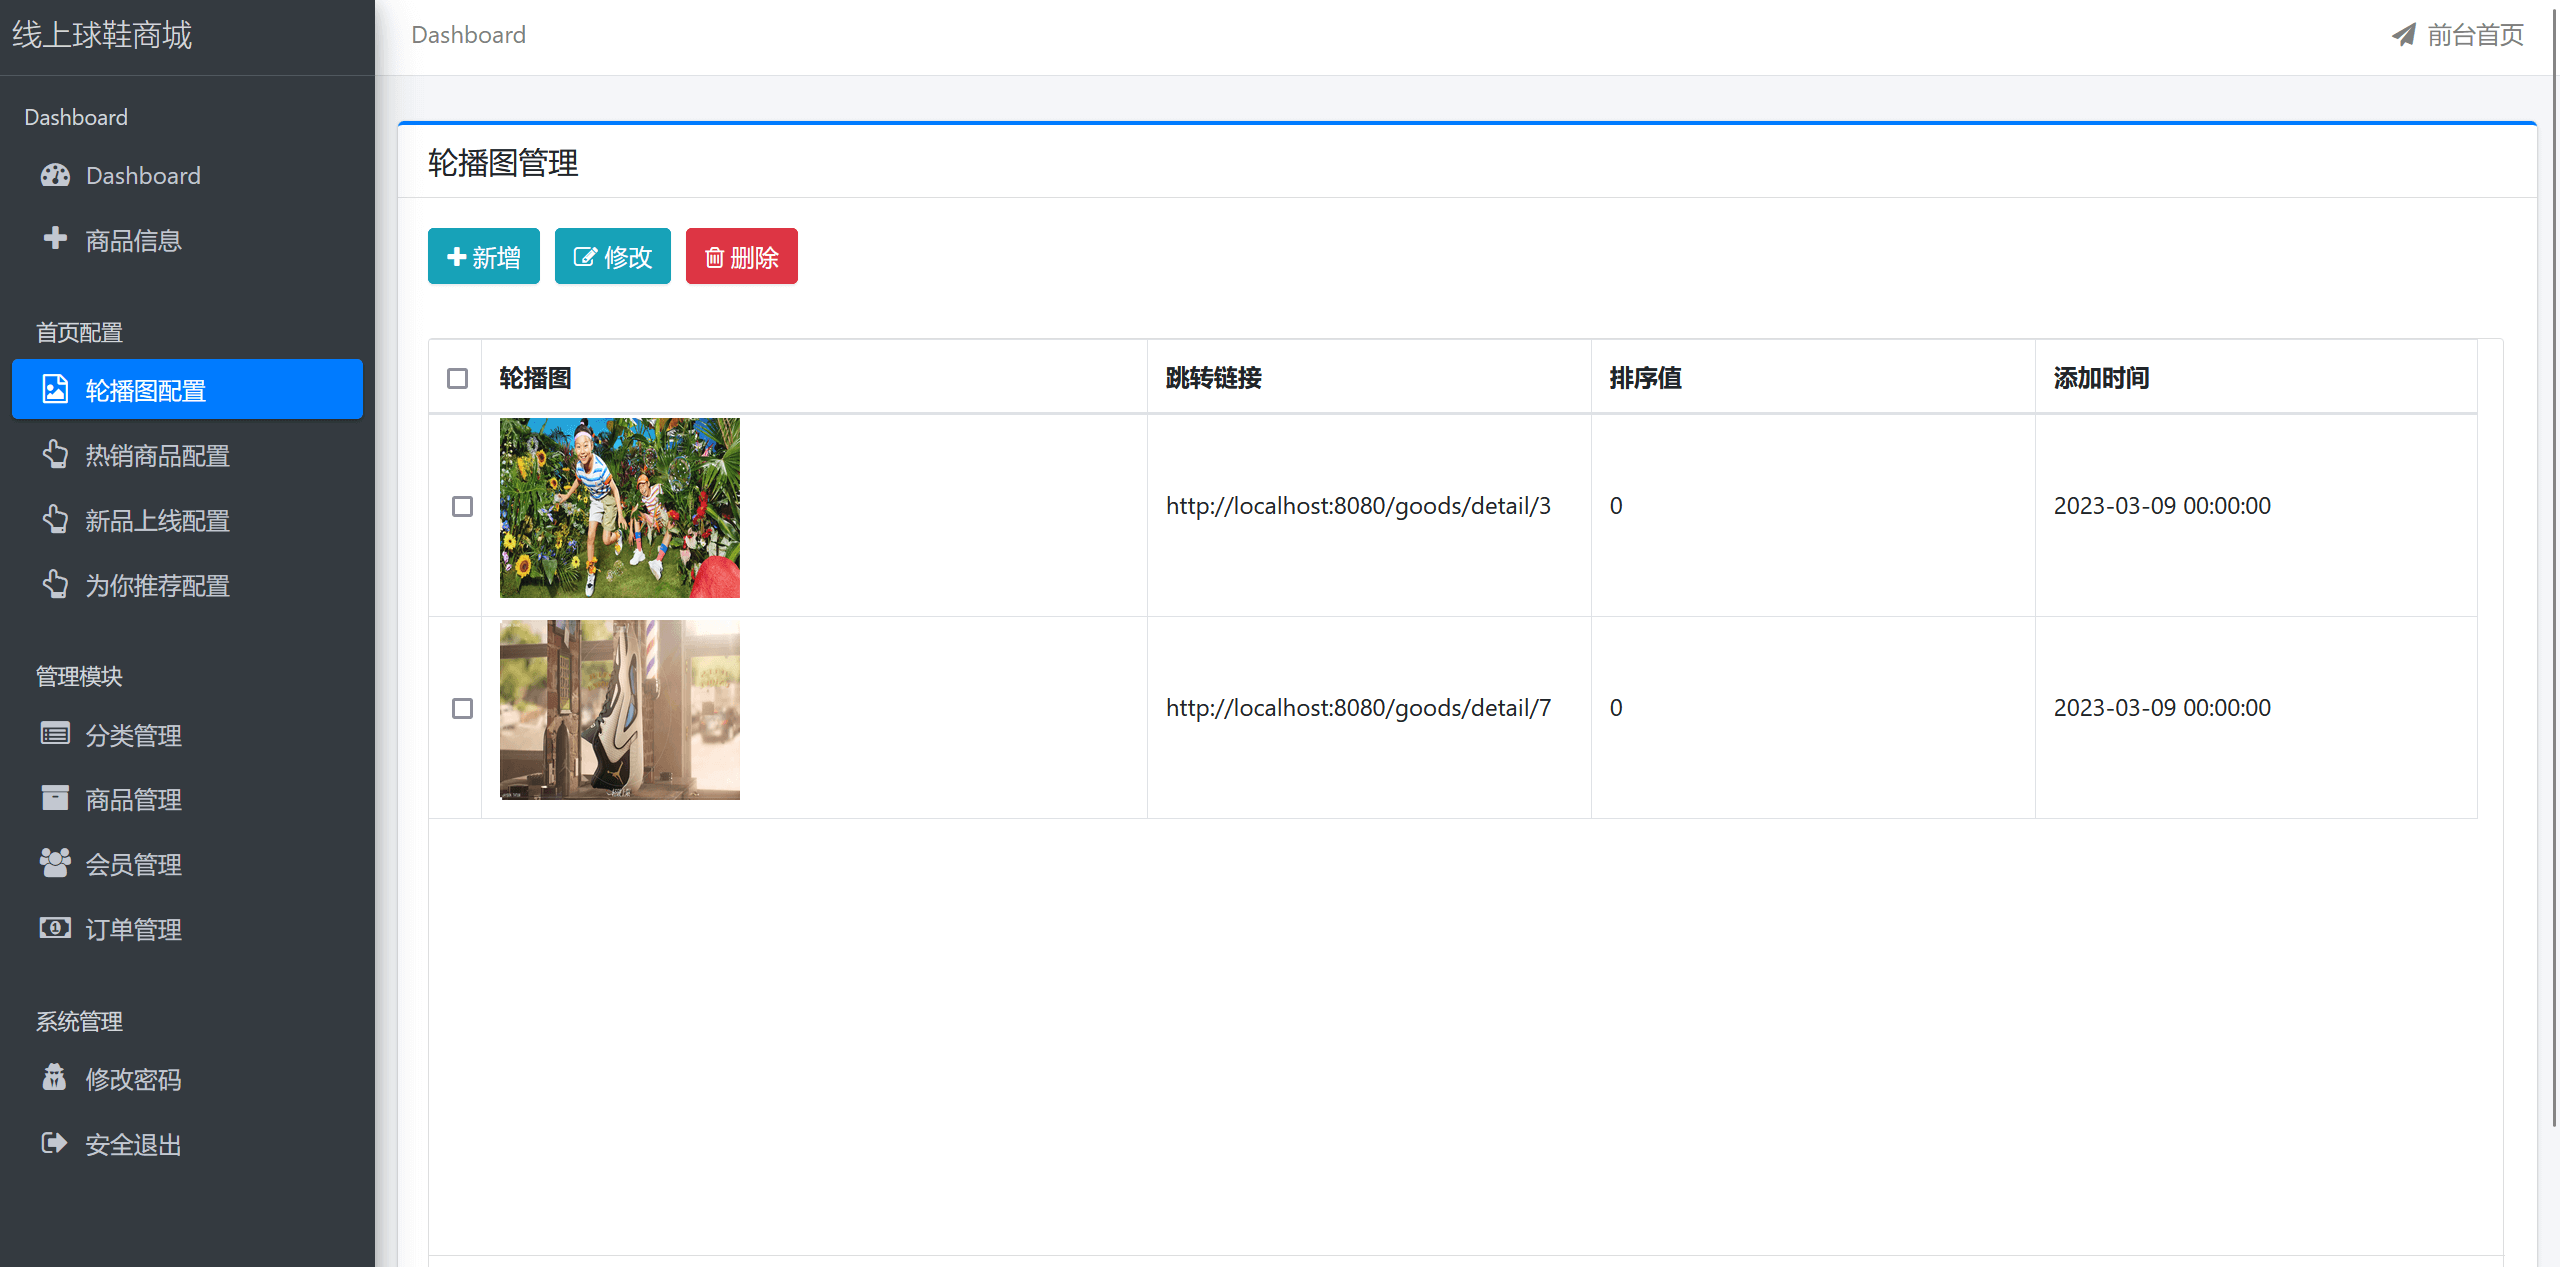 线上球鞋商城
Dashboard
前台首页
Dashboard
Dashboard
商品信息
首页配置
轮播图配置
热销商品配置
新品上线配置
为你推荐配置
管理模块
分类管理
商品管理
会员管理
订单管理
系统管理
修改密码
安全退出
轮播图管理
新增 修改 删除
轮播图 跳转链接 排序值 添加时间
http://localhost:8080/goods/detail/3 0 2023-03-09 00:00:00
http://localhost:8080/goods/detail/7 0 2023-03-09 00:00:00